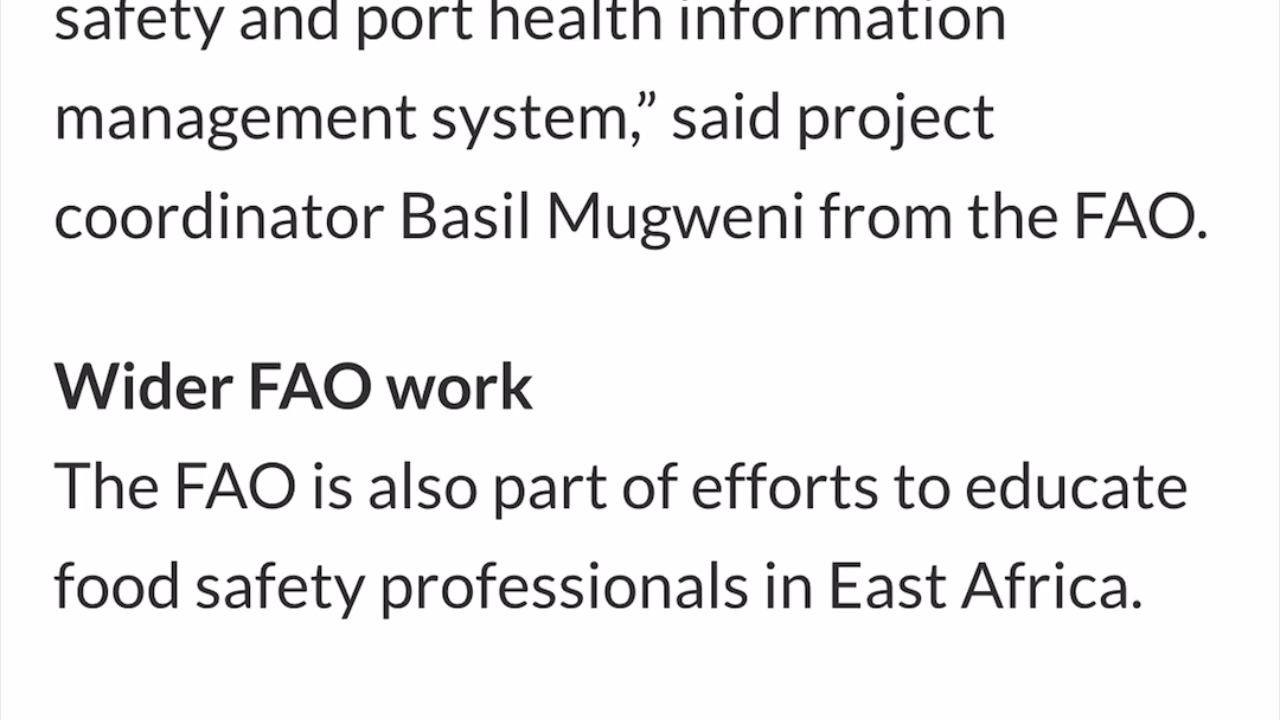 safety and port health information
management system,” said project
coordinator Basil Mugweni from the FAO.
Wider FAO work
The FAO is also part of efforts to educate
food safety professionals in East Africa.